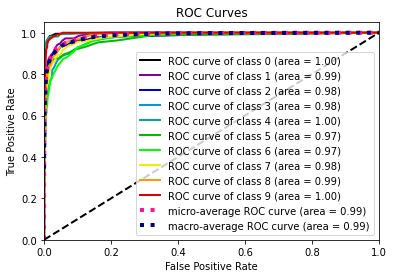 ROC Curves
True Positive Rate
1.0
0.8
0.6
0.4
0.2
0.0
ROC curve of class 0 (area = 1.00)
ROC curve of class 1 (area = 0.99)
ROC curve of class 2 (area = 0.98)
ROC curve of class 3 (area = 0.98)
ROC curve of class 4 (area = 1.00)
ROC curve of class 5 (area = 0.97)
ROC curve of class 6 (area = 0.97)
ROC curve of class 7 (area = 0.98)
ROC curve of class 8 (area = 0.99)
ROC curve of class 9 (area = 1.00)
micro-average ROC curve (area = 0.99)
macro-average ROC curve (area = 0.99)
0.0 0.2 0.4 0.6 0.8 1.0
False Positive Rate